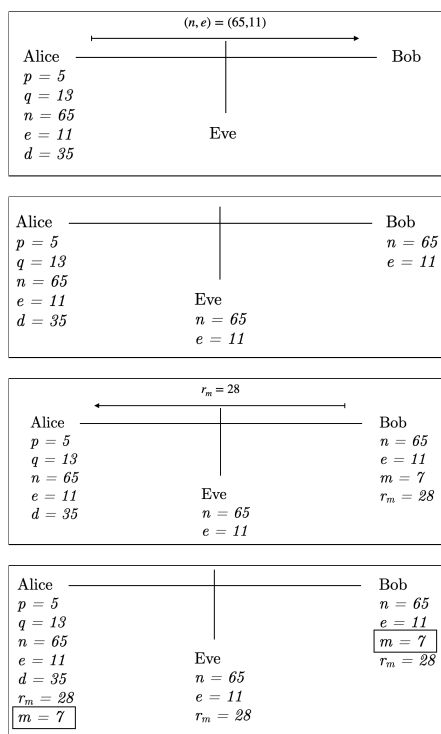 (n, e) = (65,11)
Alice
Bob
p = 5
q = 13
n = 65
e = 11
d = 35
Eve
Alice
Bob
p = 5
q = 13
n = 65
e = 11
d = 35
n = 65
e = 11
Eve
n = 65
e = 11
r_m = 28
Alice
Bob
p = 5
q = 13
n = 65
e = 11
d = 35
n = 65
e = 11
m = 7
r_m = 28
Eve
n = 65
e = 11
Alice
Bob
p = 5
q = 13
n = 65
e = 11
d = 35
r_m = 28
m = 7
n = 65
e = 11
m = 7
r_m = 28
Eve
n = 65
e = 11
r_m = 28